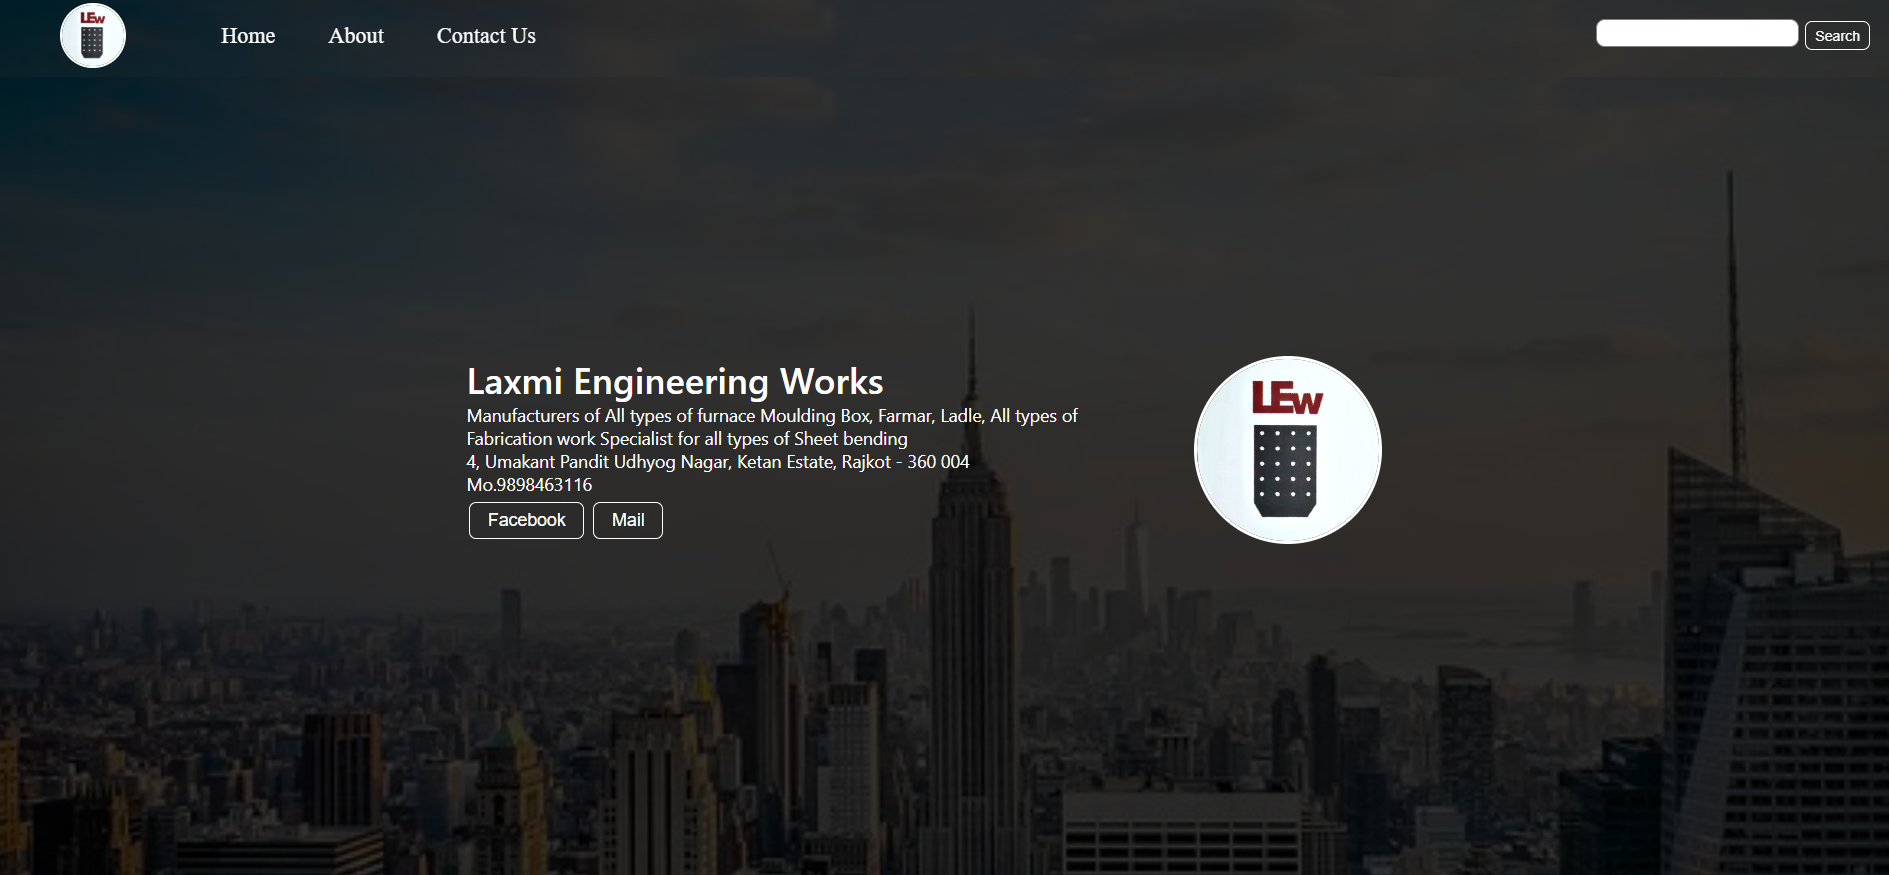 LEw
Home
About
Contact Us
Search
Laxmi Engineering Works
Manufacturers of All types of furnace Moulding Box, Farmar, Ladle, All types of
Fabrication work Specialist for all types of Sheet bending
4, Umakant Pandit Udhyog Nagar, Ketan Estate, Rajkot - 360 004
Mo.9898463116
Facebook
Mail
LEw